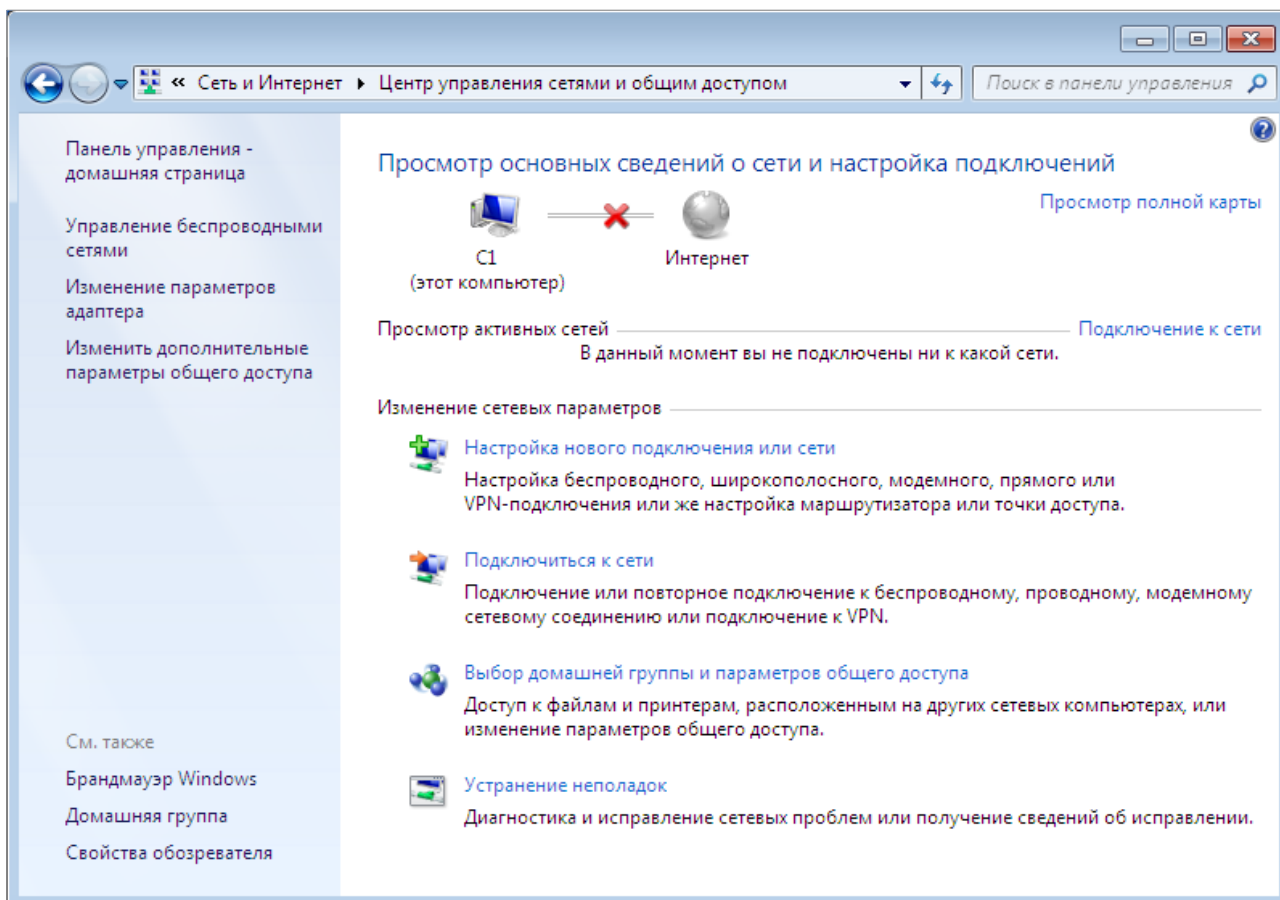 « Сеть и Интернет ▸ Центр управления сетями и общим доступом
Поиск в панели управления
Панель управления -
домашняя страница
Управление беспроводными
сетями
Изменение параметров
адаптера
Изменить дополнительные
параметры общего доступа
См. также
Брандмауэр Windows
Домашняя группа
Свойства обозревателя
Просмотр основных сведений о сети и настройка подключений
Просмотр полной карты
C1
(этот компьютер)
Интернет
Просмотр активных сетей
Подключение к сети
В данный момент вы не подключены ни к какой сети.
Изменение сетевых параметров
Настройка нового подключения или сети
Настройка беспроводного, широкополосного, модемного, прямого или
VPN-подключения или же настройка маршрутизатора или точки доступа.
Подключиться к сети
Подключение или повторное подключение к беспроводному, проводному, модемному
сетевому соединению или подключение к VPN.
Выбор домашней группы и параметров общего доступа
Доступ к файлам и принтерам, расположенным на других сетевых компьютерах, или
изменение параметров общего доступа.
Устранение неполадок
Диагностика и исправление сетевых проблем или получение сведений об исправлении.